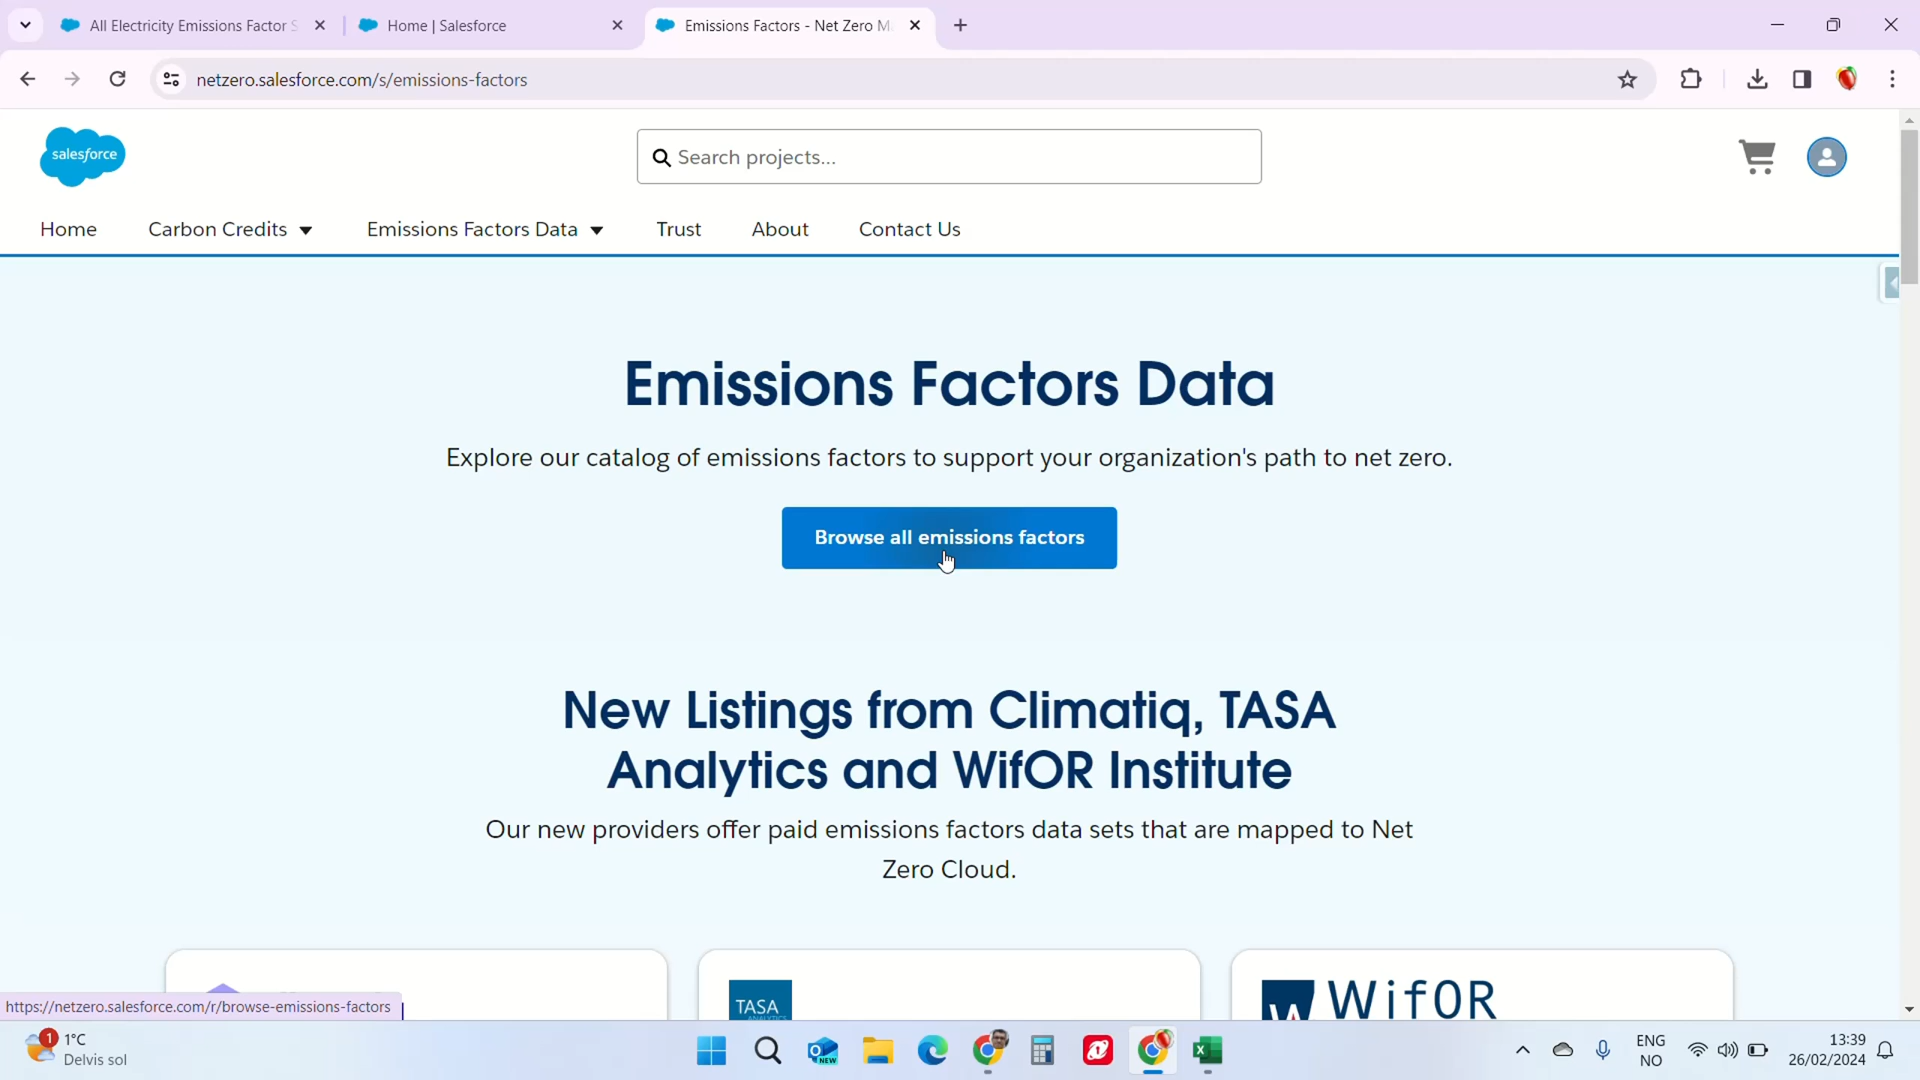 All Electricity Emissions Factor S
Home | Salesforce
Emissions Factors - Net Zero M
netzero.salesforce.com/s/emissions-factors
salesforce
Search projects...
Home
Carbon Credits
Emissions Factors Data
Trust
About
Contact Us
Emissions Factors Data
Explore our catalog of emissions factors to support your organization's path to net zero.
Browse all emissions factors
New Listings from Climatiq, TASA
Analytics and WifOR Institute
Our new providers offer paid emissions factors data sets that are mapped to Net
Zero Cloud.
TASA
ANALYTICS
WifOR
https://netzero.salesforce.com/r/browse-emissions-factors
1
1°C
Delvis sol
NEW
ENG
NO
13:39
26/02/2024